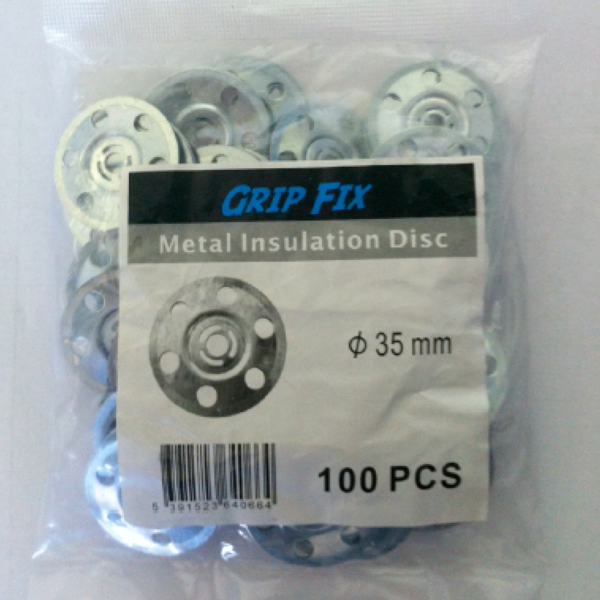 GRIP FIX
Metal Insulation Disc
ϕ 35 mm
100 PCS
5 391523 640664